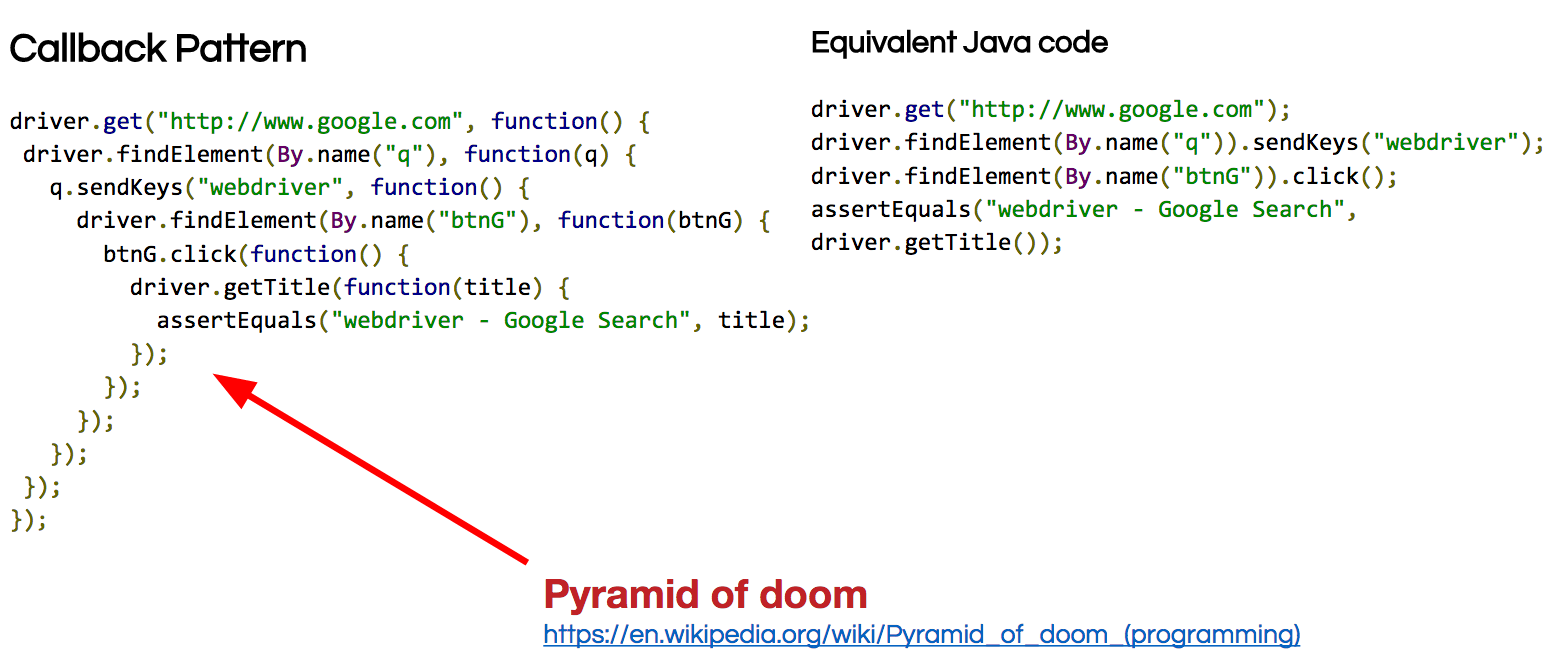 Callback Pattern
driver.get("http://www.google.com", function() {
 driver.findElement(By.name("q"), function(q) {
   q.sendKeys("webdriver", function() {
     driver.findElement(By.name("btnG"), function(btnG) {
       btnG.click(function() {
         driver.getTitle(function(title) {
           assertEquals("webdriver - Google Search", title);
         });
       });
     });
   });
 });
});
Equivalent Java code
driver.get("http://www.google.com");
driver.findElement(By.name("q")).sendKeys("webdriver");
driver.findElement(By.name("btnG")).click();
assertEquals("webdriver - Google Search",
driver.getTitle());
Pyramid of doom
https://en.wikipedia.org/wiki/Pyramid_of_doom_(programming)